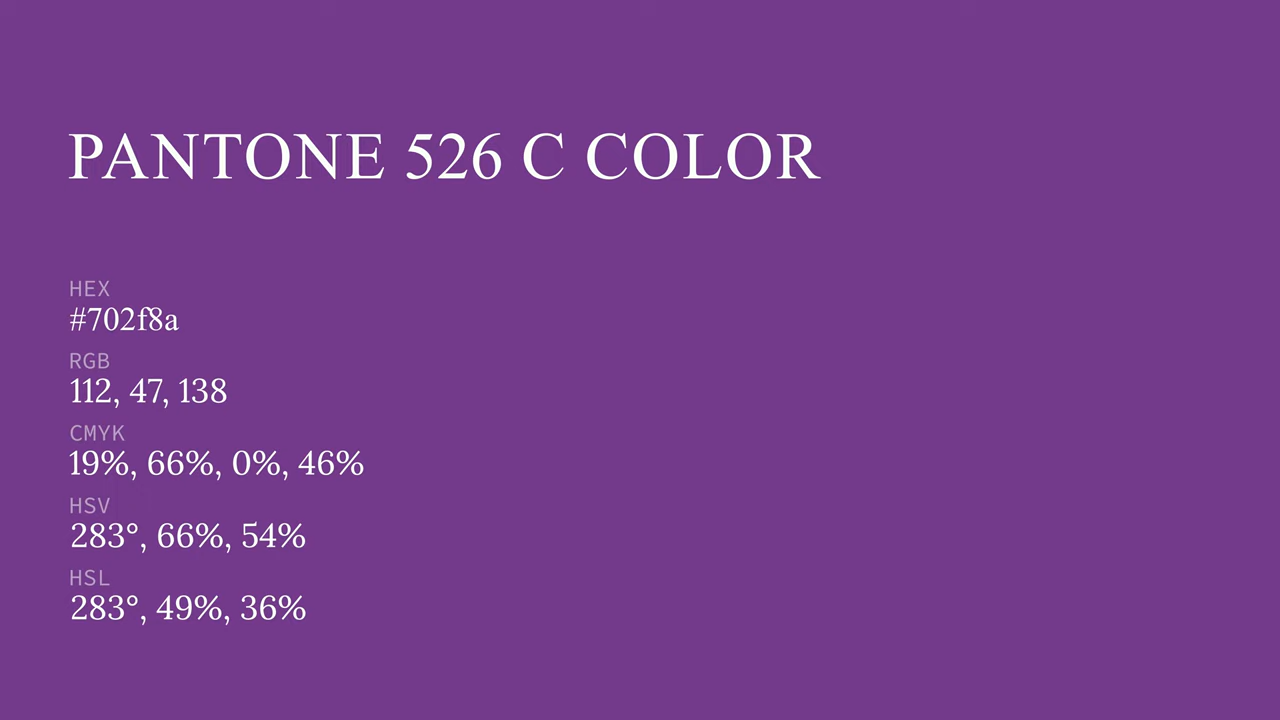 PANTONE 526 C COLOR
HEX
#702f8a
RGB
112, 47, 138
CMYK
19%, 66%, 0%, 46%
HSV
283°, 66%, 54%
HSL
283°, 49%, 36%